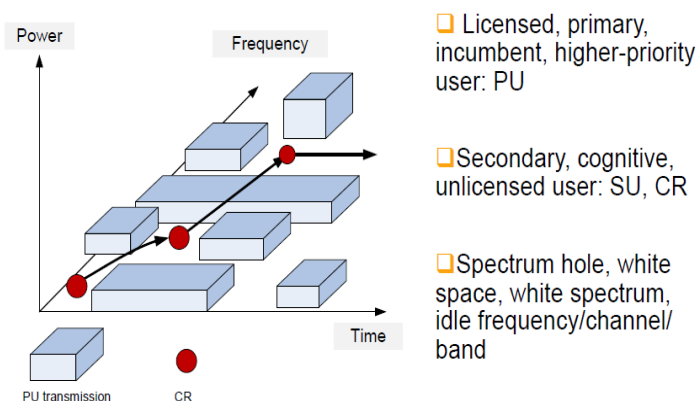 Power
Frequency
Time
PU transmission
CR
❑ Licensed, primary,
incumbent, higher-priority
user: PU
❑Secondary, cognitive,
unlicensed user: SU, CR
❑Spectrum hole, white
space, white spectrum,
idle frequency/channel/
band